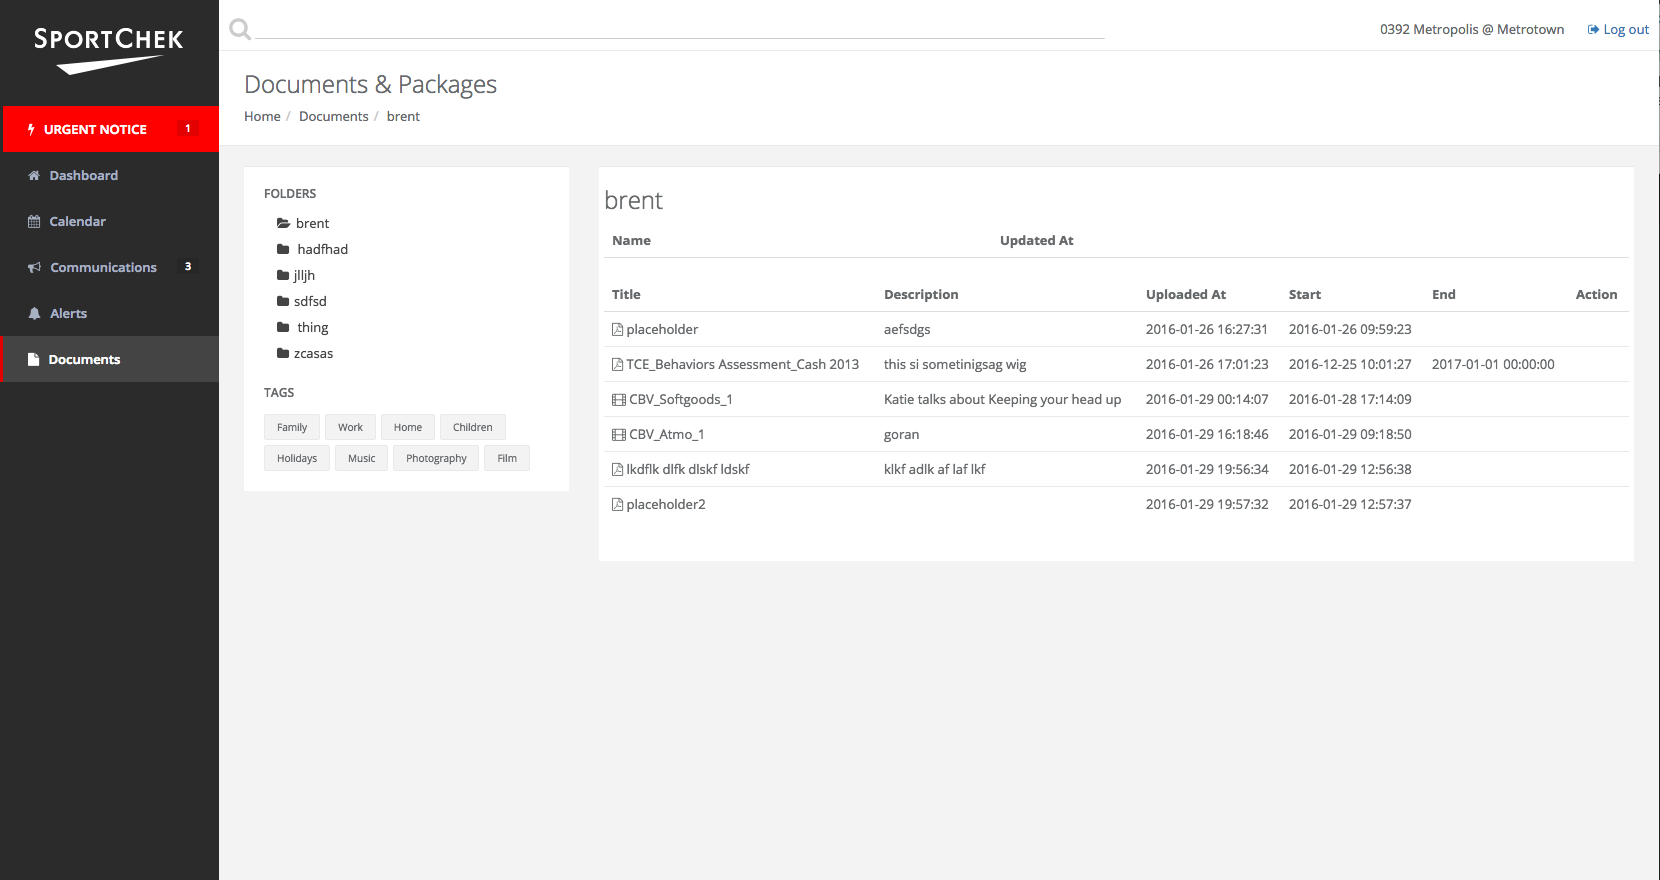 SPORTCHEK
URGENT NOTICE 1
Dashboard
Calendar
Communications 3
Alerts
Documents
0392 Metropolis @ Metrotown Log out
Documents & Packages
Home / Documents / brent
FOLDERS
brent
hadfhad
jlljh
sdfsd
thing
zcasas
TAGS
Family Work Home Children
Holidays Music Photography Film
brent
Name Updated At
Title Description Uploaded At Start End Action
placeholder aefsdgs 2016-01-26 16:27:31 2016-01-26 09:59:23
TCE_Behaviors Assessment_Cash 2013 this si sometinigsag wig 2016-01-26 17:01:23 2016-12-25 10:01:27 2017-01-01 00:00:00
CBV_Softgoods_1 Katie talks about Keeping your head up 2016-01-29 00:14:07 2016-01-28 17:14:09
CBV_Atmo_1 goran 2016-01-29 16:18:46 2016-01-29 09:18:50
lkdflk dlfk dlskf ldskf klkf adlk af laf lkf 2016-01-29 19:56:34 2016-01-29 12:56:38
placeholder2 2016-01-29 19:57:32 2016-01-29 12:57:37